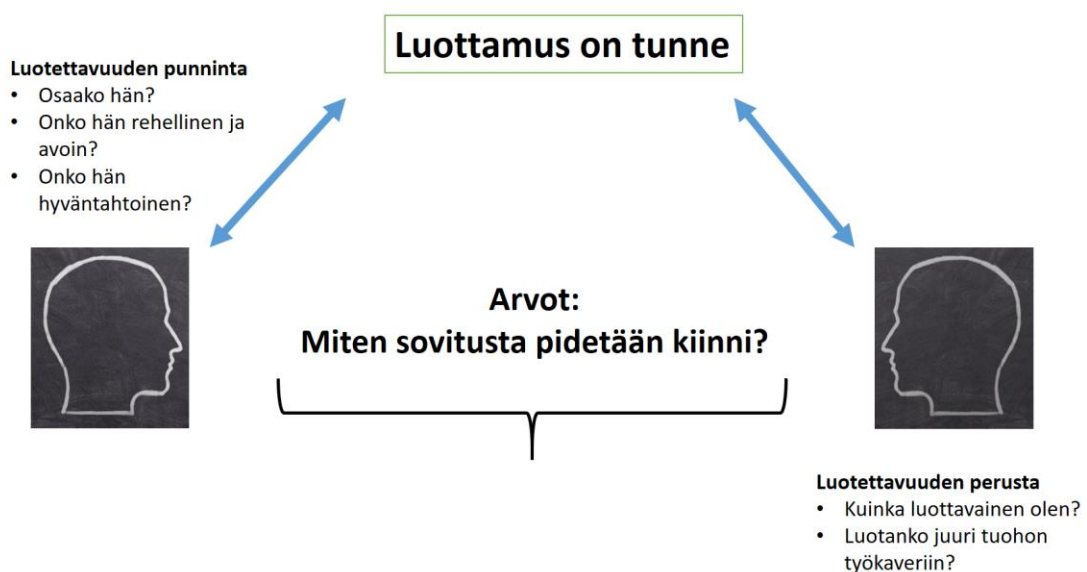 Luottamus on tunne
Luotettavuuden punninta
• Osaako hän?
• Onko hän rehellinen ja
avoin?
• Onko hän
hyväntahtoinen?
Arvot:
Miten sovitusta pidetään kiinni?
Luotettavuuden perusta
• Kuinka luottavainen olen?
• Luotanko juuri tuohon
työkaveriin?